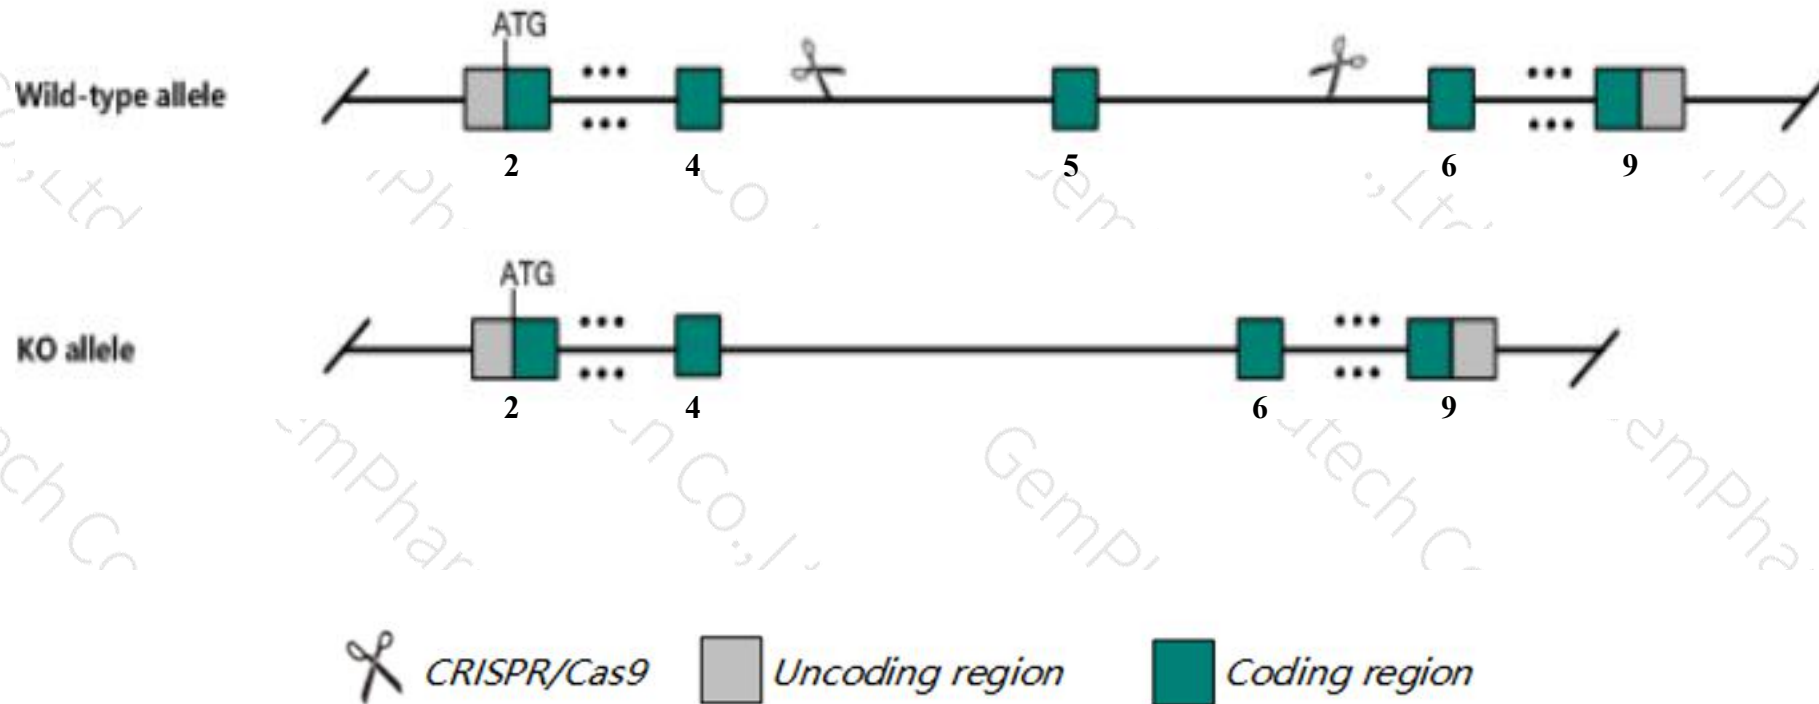 ATG
Wild-type allele
2 4 5 6 9
ATG
KO allele
2 4 6 9
CRISPR/Cas9 Uncoding region Coding region